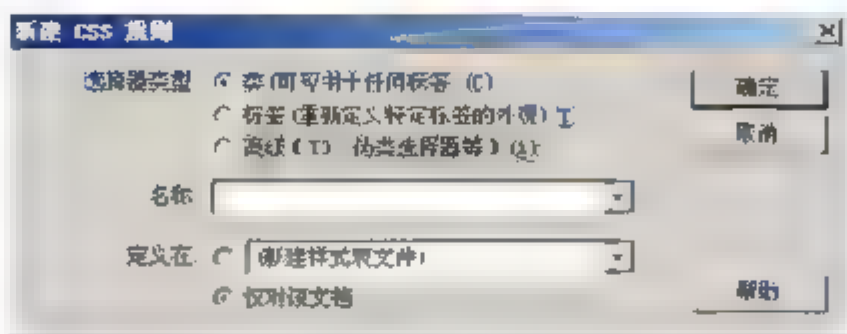 新建 CSS 规则
选择器类型 类(可应用于任何标签)(C)
确定
标签(重新定义特定标签的外观)T
取消
高级(ID 伪类选择器等)(A)
名称
定义在 (新建样式表文件)
仅对该文档
帮助